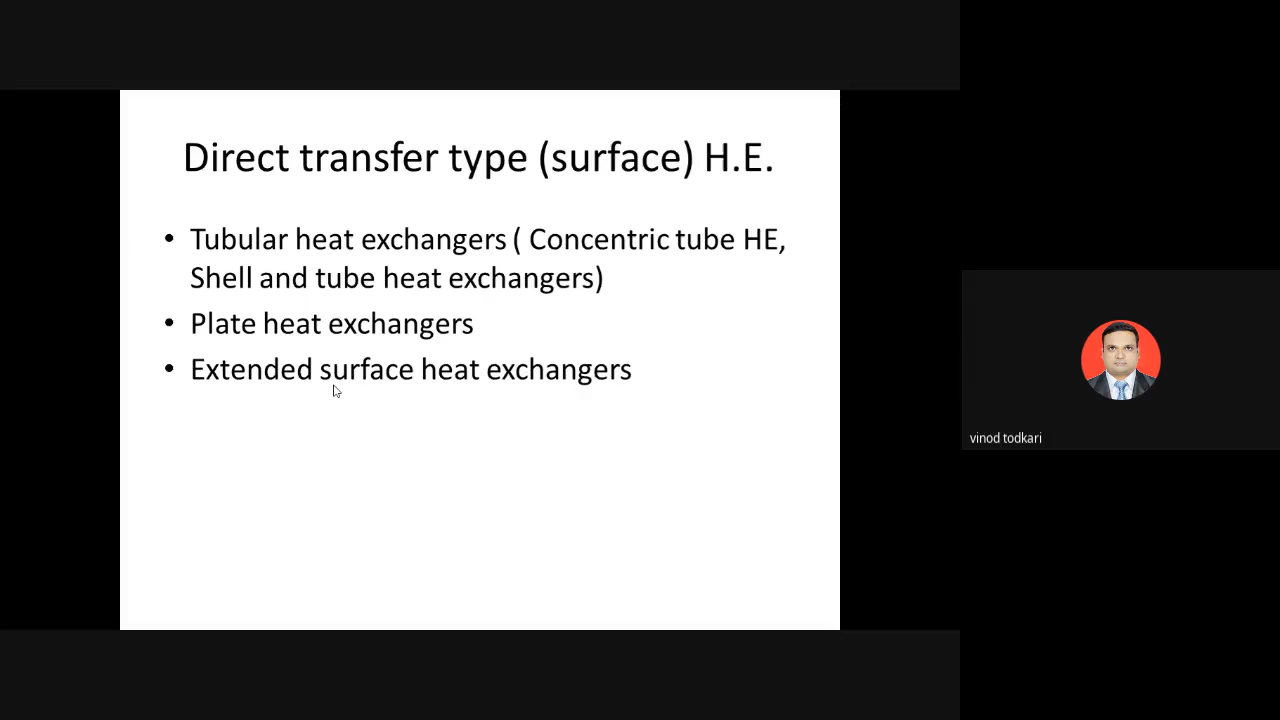 Direct transfer type (surface) H.E.
• Tubular heat exchangers ( Concentric tube HE,
Shell and tube heat exchangers)
• Plate heat exchangers
• Extended surface heat exchangers
vinod todkari